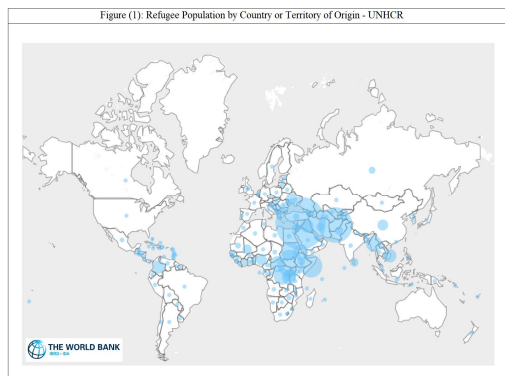 Figure (1): Refugee Population by Country or Territory of Origin - UNHCR
THE WORLD BANK
IBRD • IDA